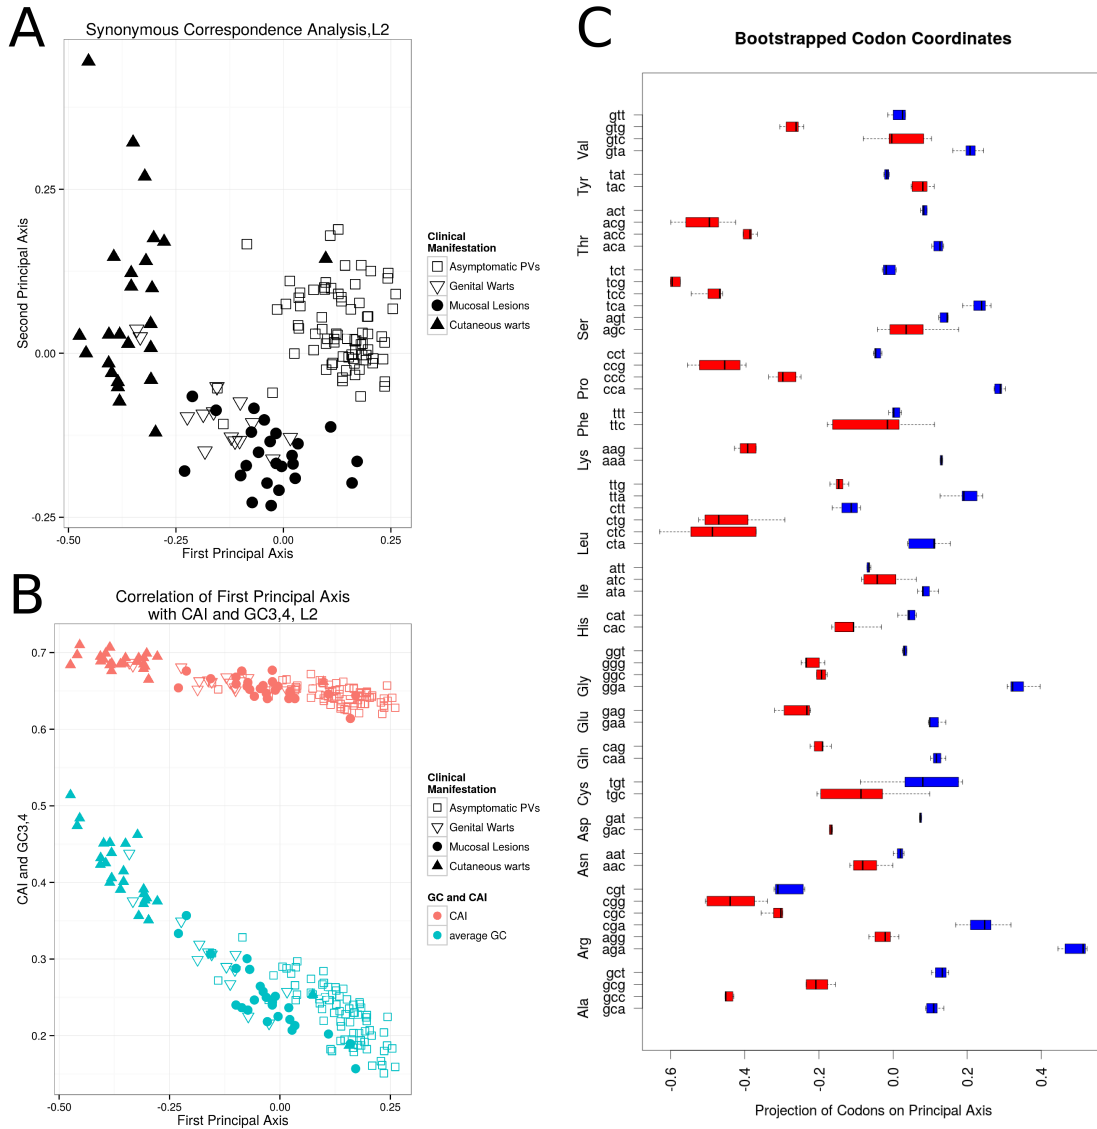 A
Synonymous Correspondence Analysis,L2
Second Principal Axis
0.25
0.00
-0.25
-0.50
-0.25
0.00
0.25
First Principal Axis
Clinical
Manifestation
Asymptomatic PVs
Genital Warts
Mucosal Lesions
Cutaneous warts
B
Correlation of First Principal Axis
with CAI and GC3,4, L2
CAI and GC3,4
0.7
0.6
0.5
0.4
0.3
0.2
-0.50
-0.25
0.00
0.25
First Principal Axis
Clinical
Manifestation
Asymptomatic PVs
Genital Warts
Mucosal Lesions
Cutaneous warts
GC and CAI
CAI
average GC
C
Bootstrapped Codon Coordinates
Val
gtt
gtg
gtc
gta
Tyr
tat
tac
Thr
act
acg
acc
aca
Ser
tct
tcg
tcc
tca
agt
agc
Pro
cct
ccg
ccc
cca
Phe
ttt
ttc
Lys
aag
aaa
Leu
ttg
tta
ctt
ctg
ctc
cta
Ile
att
atc
ata
His
cat
cac
Gly
ggt
ggg
ggc
gga
Glu
gag
gaa
Gln
cag
caa
Cys
tgt
tgc
Asp
gat
gac
Asn
aat
aac
Arg
cgt
cgg
cgc
cga
agg
aga
Ala
gct
gcg
gcc
gca
-0.6
-0.4
-0.2
0.0
0.2
0.4
Projection of Codons on Principal Axis